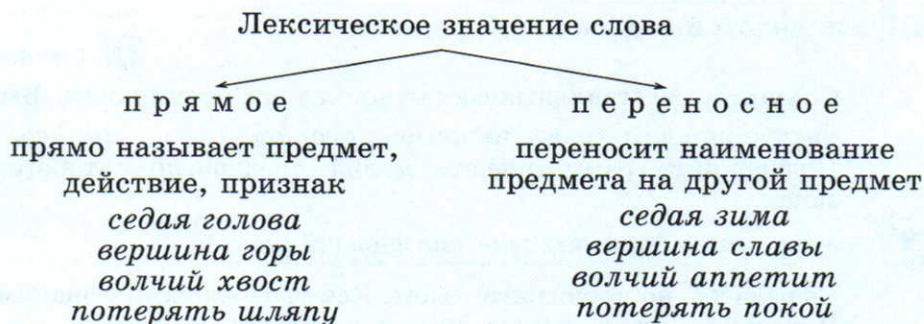 Лексическое значение слова
прямое
прямо называет предмет,
действие, признак
седая голова
вершина горы
волчий хвост
потерять шляпу
переносное
переносит наименование
предмета на другой предмет
седая зима
вершина славы
волчий аппетит
потерять покой